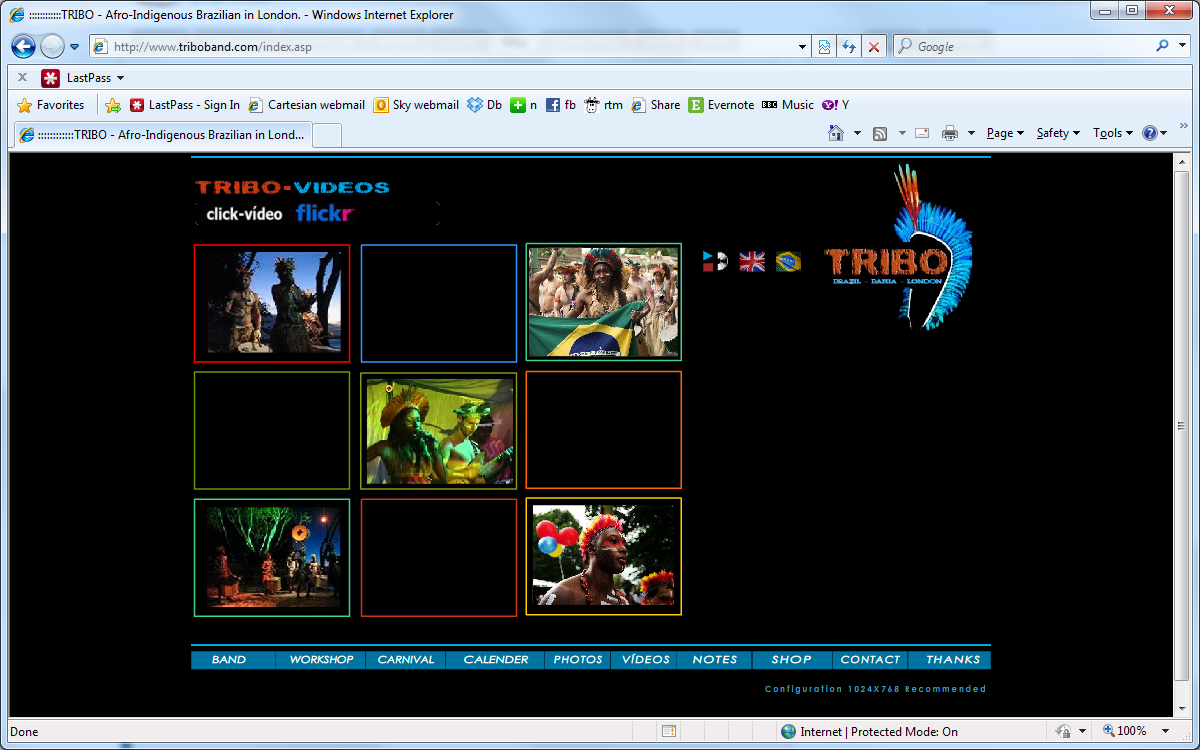 ::::::::::::TRIBO - Afro-Indigenous Brazilian in London. - Windows Internet Explorer
http://www.triboband.com/index.asp
Google
LastPass
Favorites
LastPass - Sign In
Cartesian webmail
Sky webmail
Db
n
fb
rtm
Share
Evernote
BBC Music
Y! Y
::::::::::::TRIBO - Afro-Indigenous Brazilian in Lond...
Page
Safety
Tools
TRIBO-VIDEOS
click-vídeo flickr
TRIBO
BRAZIL - BAHIA - LONDON
BAND WORKSHOP CARNIVAL CALENDER PHOTOS VÍDEOS NOTES SHOP CONTACT THANKS
Configuration 1024X768 Recommended
Done
Internet | Protected Mode: On
100%